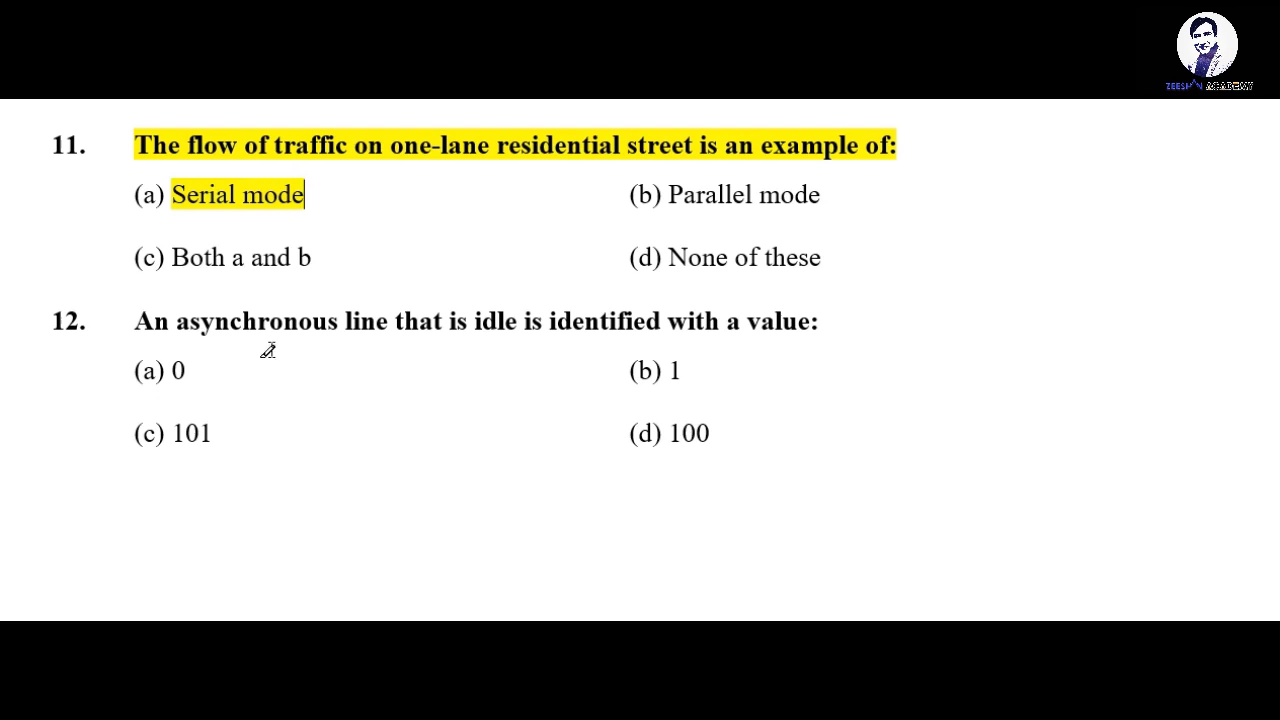 ZEESHAN ACADEMY
11. The flow of traffic on one-lane residential street is an example of:
(a) Serial mode (b) Parallel mode
(c) Both a and b (d) None of these
12. An asynchronous line that is idle is identified with a value:
(a) 0 (b) 1
(c) 101 (d) 100